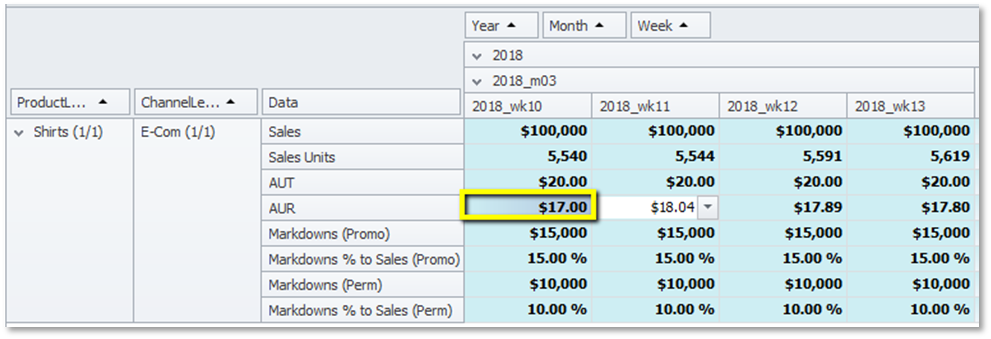 Year Month Week
2018
2018_m03
ProductL... ChannelLe... Data 2018_wk10 2018_wk11 2018_wk12 2018_wk13
Shirts (1/1) E-Com (1/1) Sales $100,000 $100,000 $100,000 $100,000
Sales Units 5,540 5,544 5,591 5,619
AUT $20.00 $20.00 $20.00 $20.00
AUR $17.00 $18.04 $17.89 $17.80
Markdowns (Promo) $15,000 $15,000 $15,000 $15,000
Markdowns % to Sales (Promo) 15.00 % 15.00 % 15.00 % 15.00 %
Markdowns (Perm) $10,000 $10,000 $10,000 $10,000
Markdowns % to Sales (Perm) 10.00 % 10.00 % 10.00 % 10.00 %